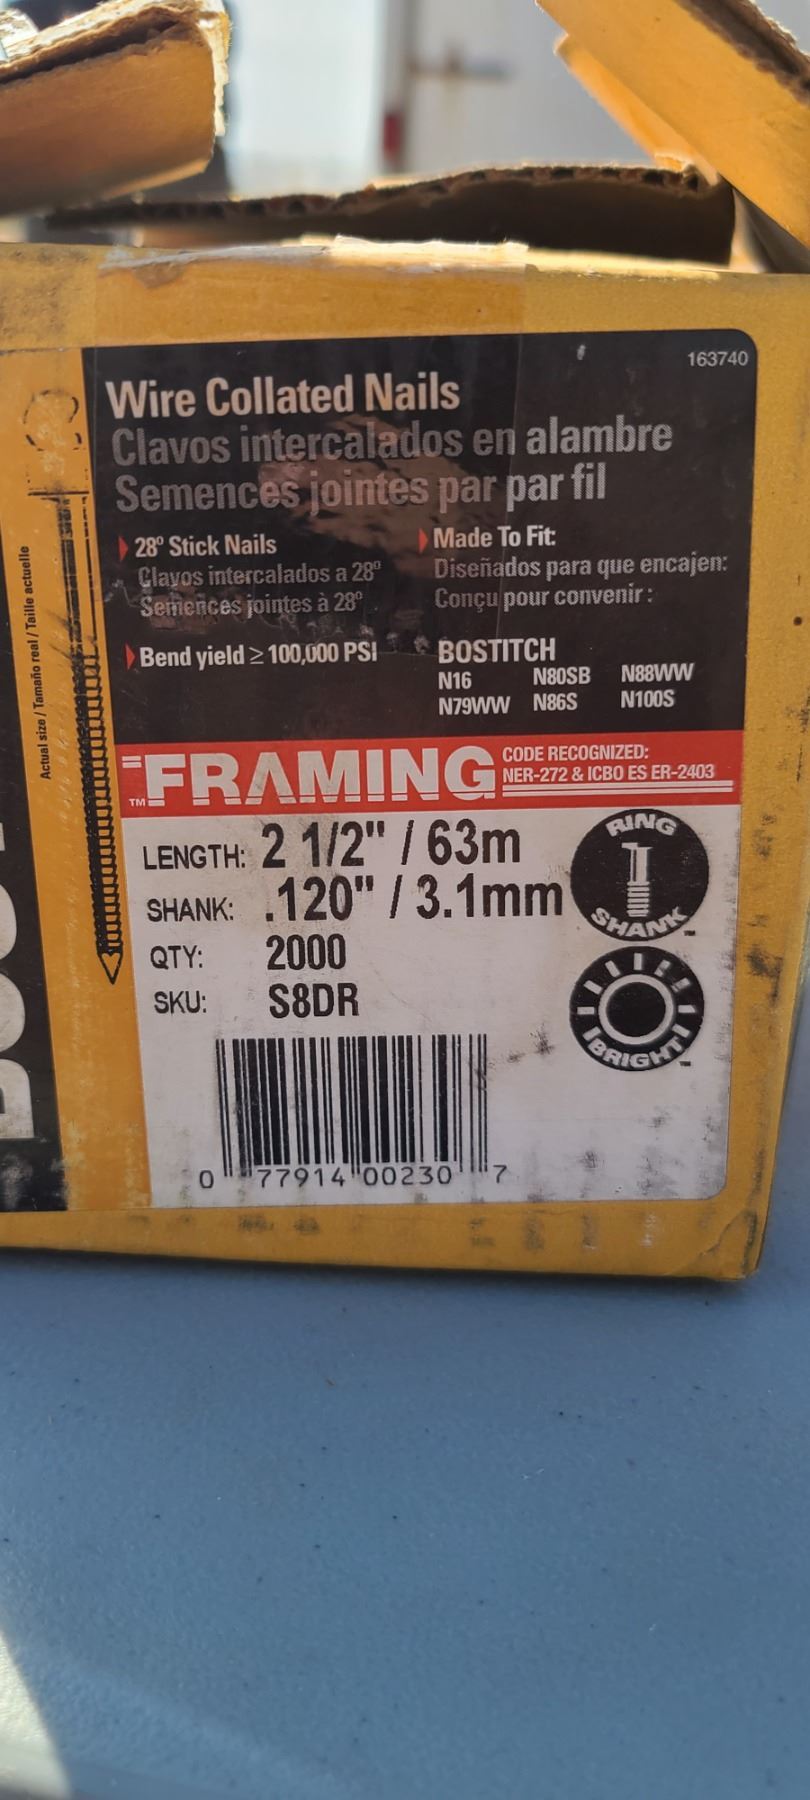 163740
Wire Collated Nails
Clavos intercalados en alambre
Semences jointes par par fil
28º Stick Nails
Clavos intercalados a 28º
Semences jointes à 28º
Bend yield ≥ 100,000 PSI
Made To Fit:
Diseñados para que encajen:
Conçu pour convenir:
BOSTITCH
N16 N80SB N88WW
N79WW N86S N100S
Actual size / Tamaño real / Taille actuelle
FRAMING TM
CODE RECOGNIZED:
NER-272 & ICBO ES ER-2403
LENGTH: 2 1/2" / 63m
SHANK: .120" / 3.1mm
QTY: 2000
SKU: S8DR
RING
SHANK
BRIGHT
0 77914 00230 7